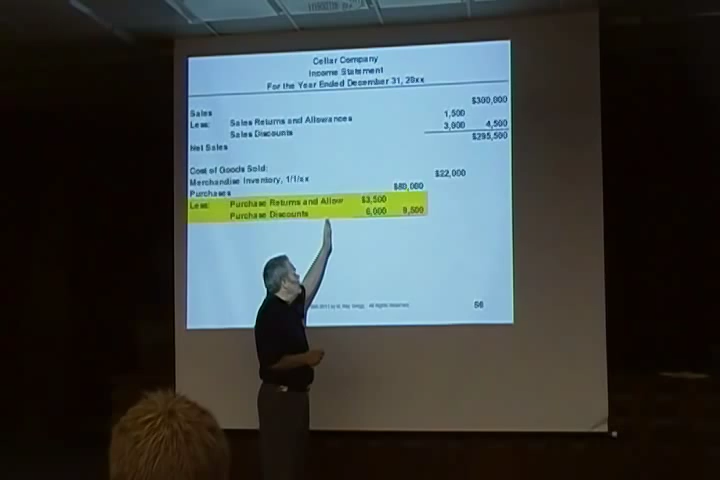 Cellar Company
Income Statement
For the Year Ended December 31, 20xx
$300,000
Sales
Less: Sales Returns and Allowances 1,500
Sales Discounts 3,000 4,500
Net Sales $295,500
Cost of Goods Sold:
Merchandise Inventory, 1/1/xx $22,000
Purchases $80,000
Less: Purchase Returns and Allow $3,500
Purchase Discounts 6,000 9,500
All Rights Reserved
56